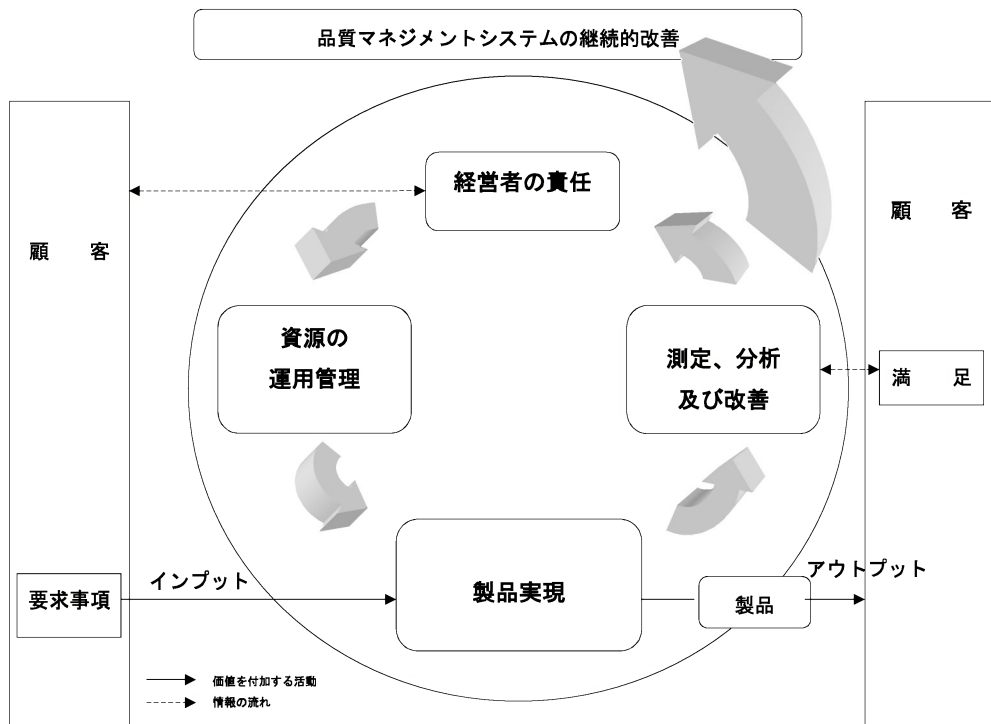 品質マネジメントシステムの継続的改善
経営者の責任
顧　客
顧　客
資源の
運用管理
測定、分析
及び改善
満　足
インプット
アウトプット
要求事項
製品実現
製品
価値を付加する活動
情報の流れ